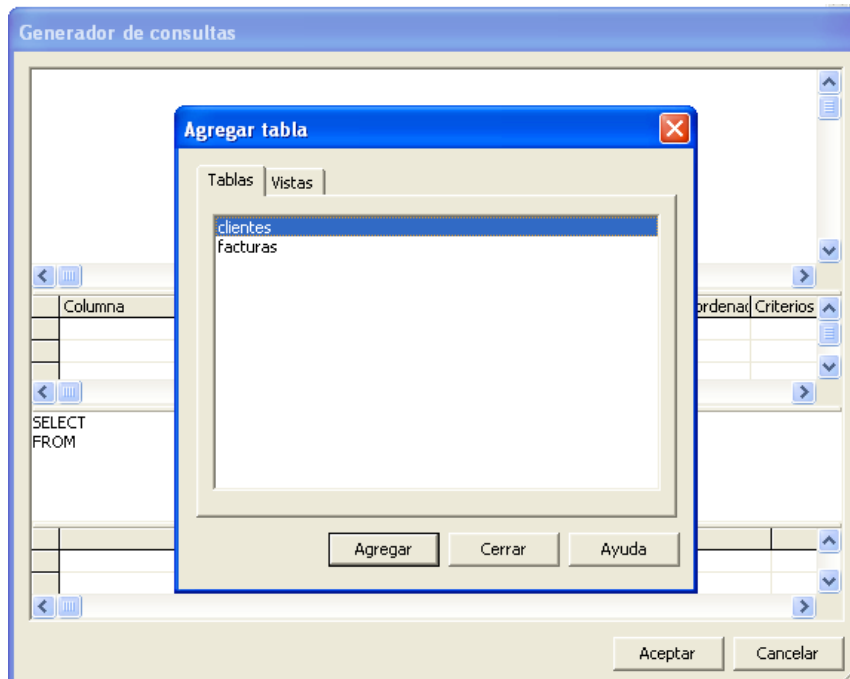 Generador de consultas
Agregar tabla
Tablas Vistas
clientes
facturas
Columna Criterios
SELECT
FROM
Agregar Cerrar Ayuda
Aceptar Cancelar